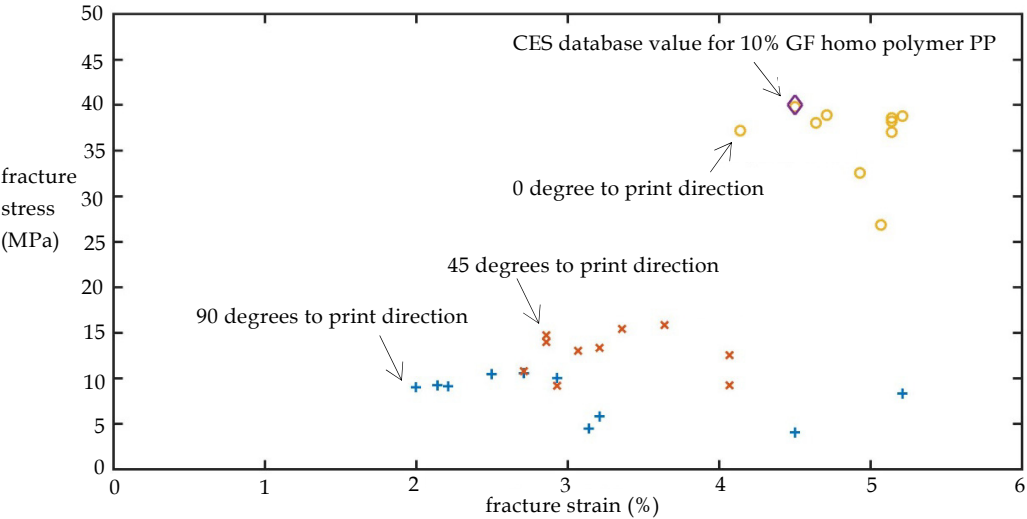 50
CES database value for 10% GF homo polymer PP
45
40
35
0 degree to print direction
fracture
stress
(MPa)
30
25
45 degrees to print direction
20
90 degrees to print direction
15
10
5
0
0 1 2 3 4 5 6
fracture strain (%)